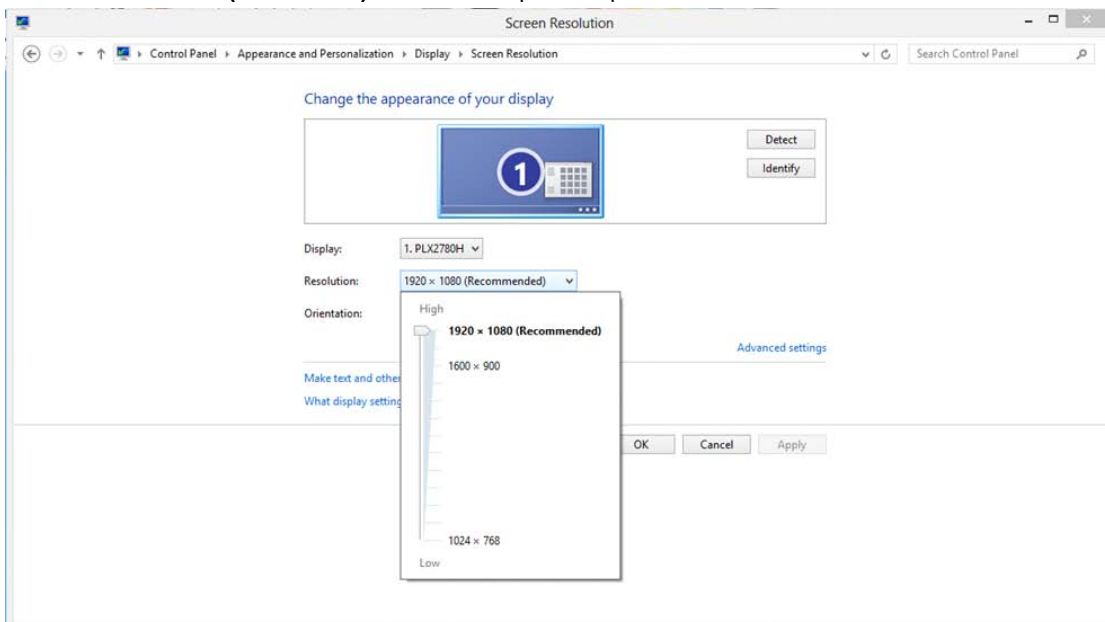 Screen Resolution
Control Panel Appearance and Personalization Display Screen Resolution
Search Control Panel
Change the appearance of your display
1
Detect
Identify
Display:
1. PLX2780H
Resolution:
1920 × 1080 (Recommended)
Orientation:
High
1920 × 1080 (Recommended)
1600 × 900
1024 × 768
Low
Advanced settings
Make text and other
What display setting
OK Cancel Apply